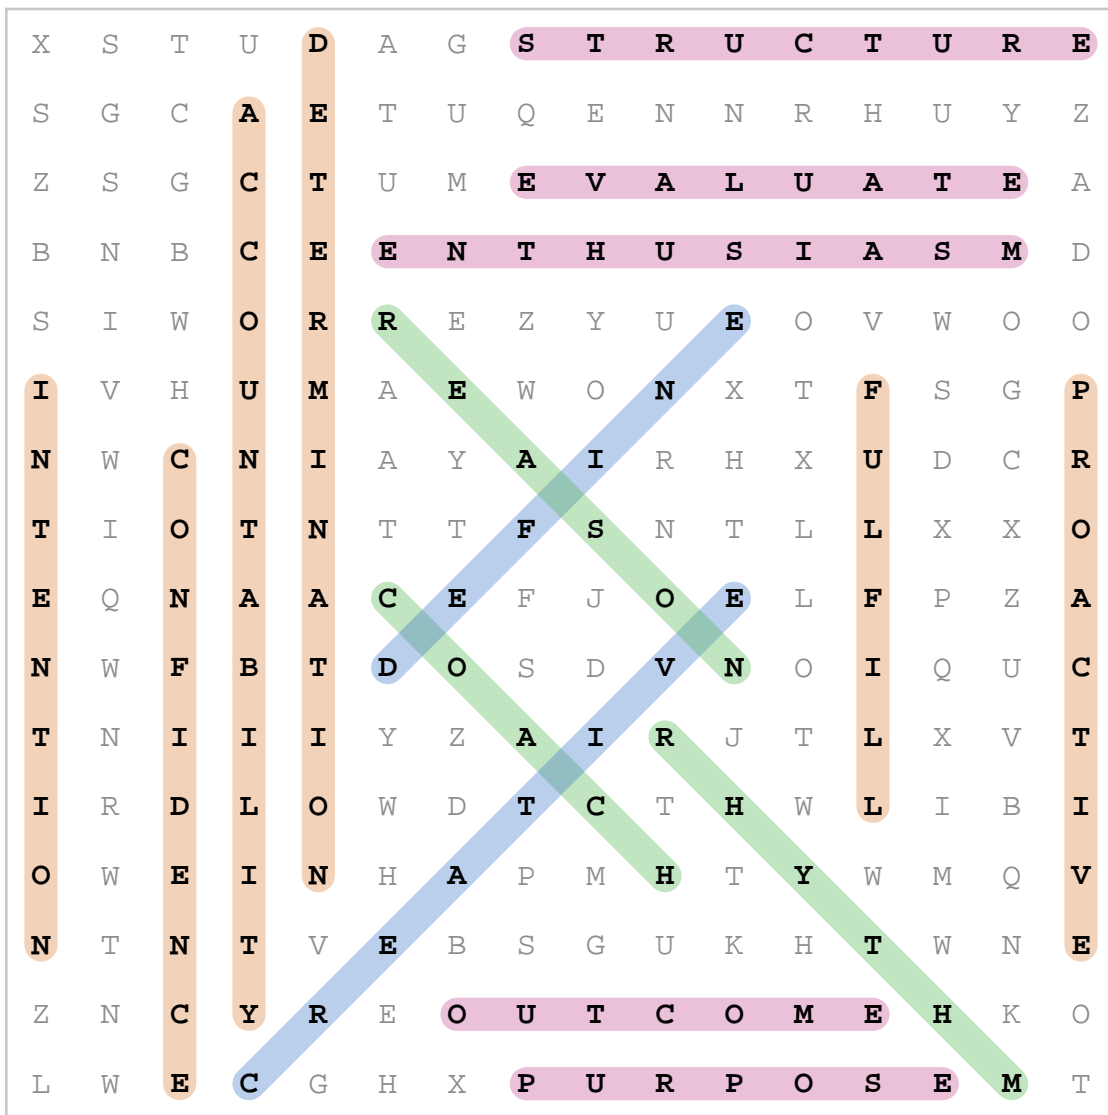 X S T U D A G S T R U C T U R E
S G C A E T U Q E N N R H U Y Z
Z S G C T U M E V A L U A T E A
B N B C E E N T H U S I A S M D
S I W O R R E Z Y U E O V W O O
I V H U M A E W O N X T F S G P
N W C N I A Y A I R H X U D C R
T I O T N T T F S N T L L X X O
E Q N A A C E F J O E L F P Z A
N W F B T D O S D V N O I Q U C
T N I I I Y Z A I R J T L X V T
I R D L O W D T C T H W L I B I
O W E I N H A P M H T Y W M Q V
N T N T V E B S G U K H T W N E
Z N C Y R E O U T C O M E H K O
L W E C G H X P U R P O S E M T